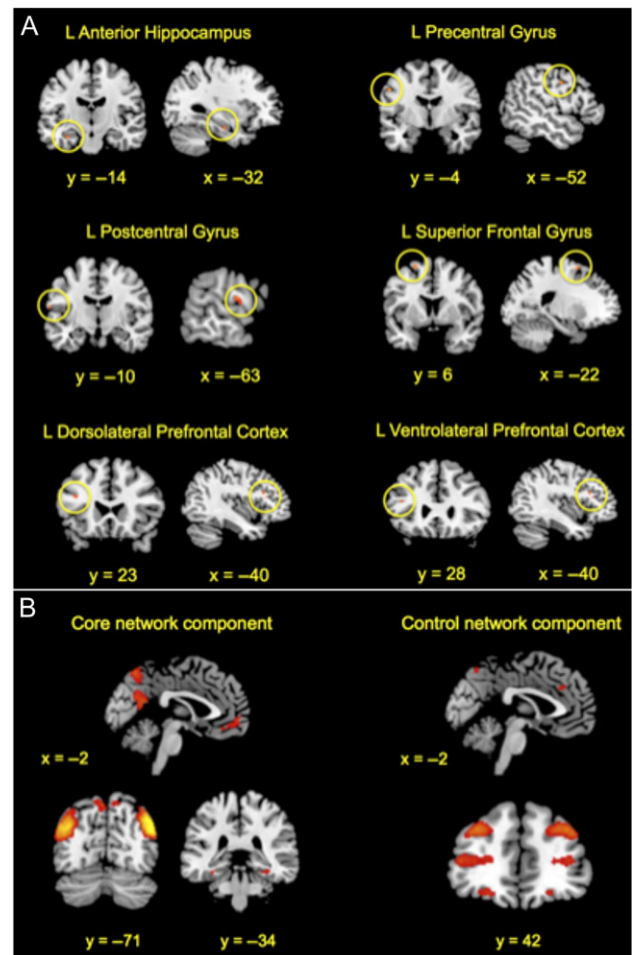 A
L Anterior Hippocampus
L Precentral Gyrus
y = –14
x = –32
y = –4
x = –52
L Postcentral Gyrus
L Superior Frontal Gyrus
y = –10
x = –63
y = 6
x = –22
L Dorsolateral Prefrontal Cortex
L Ventrolateral Prefrontal Cortex
y = 23
x = –40
y = 28
x = –40
B
Core network component
Control network component
x = –2
x = –2
y = –71
y = –34
y = 42